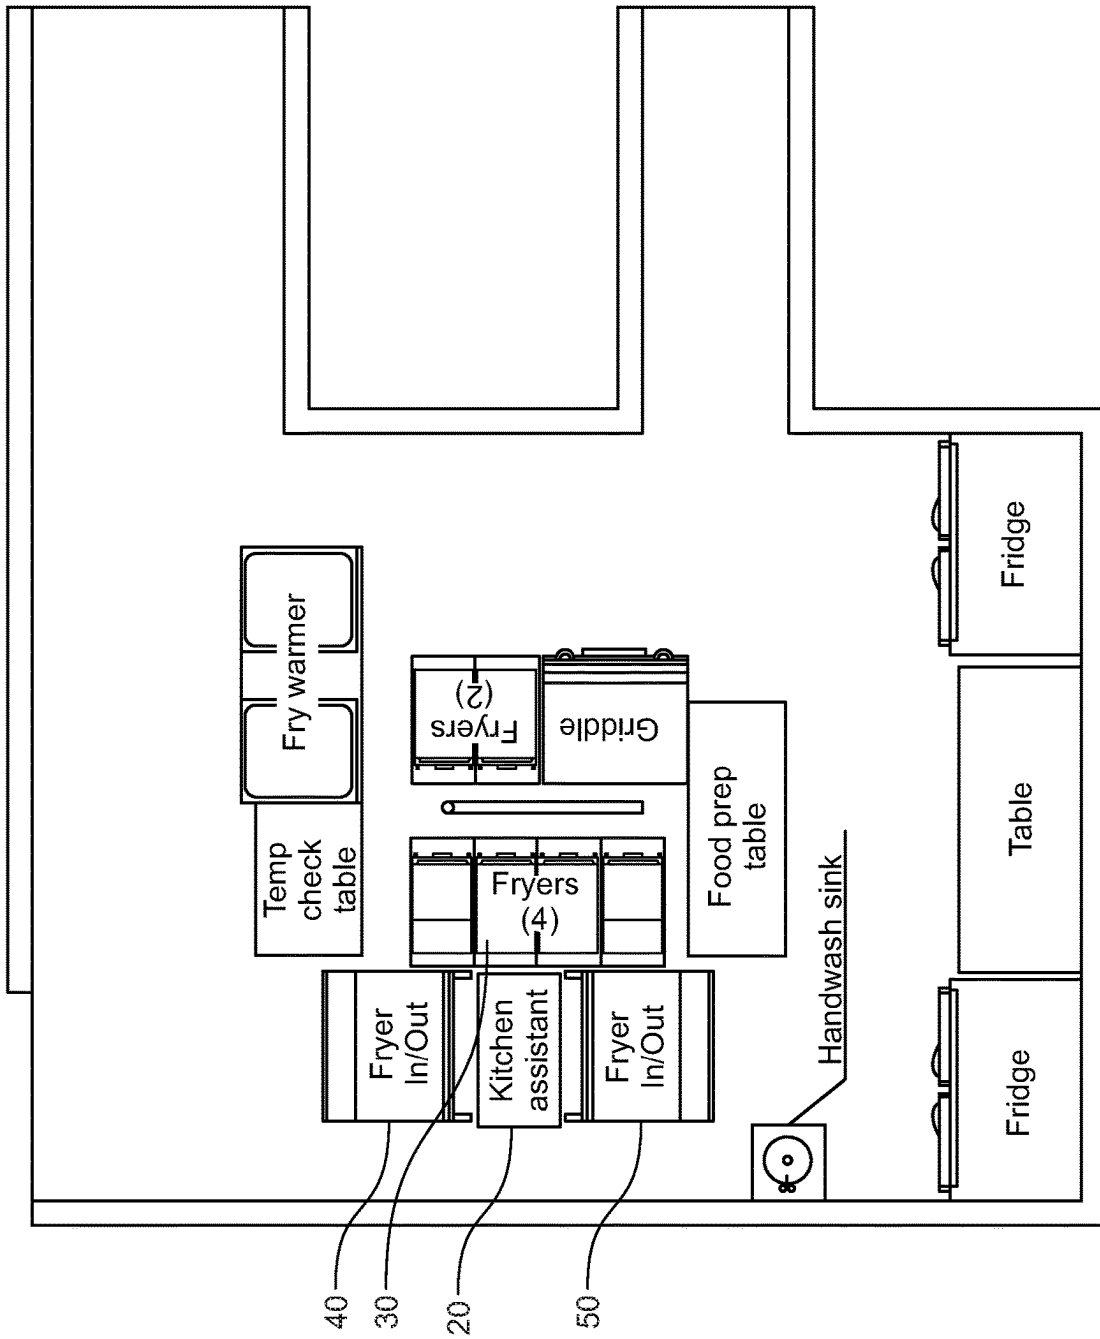 Fry warmer
Temp
check
table
Fryers
(2)
Griddle
Fryers
(4)
Food prep
table
Fryer
In/Out
Kitchen
assistant
Fryer
In/Out
Handwash sink
Fridge
Table
Fridge
40
30
20
50